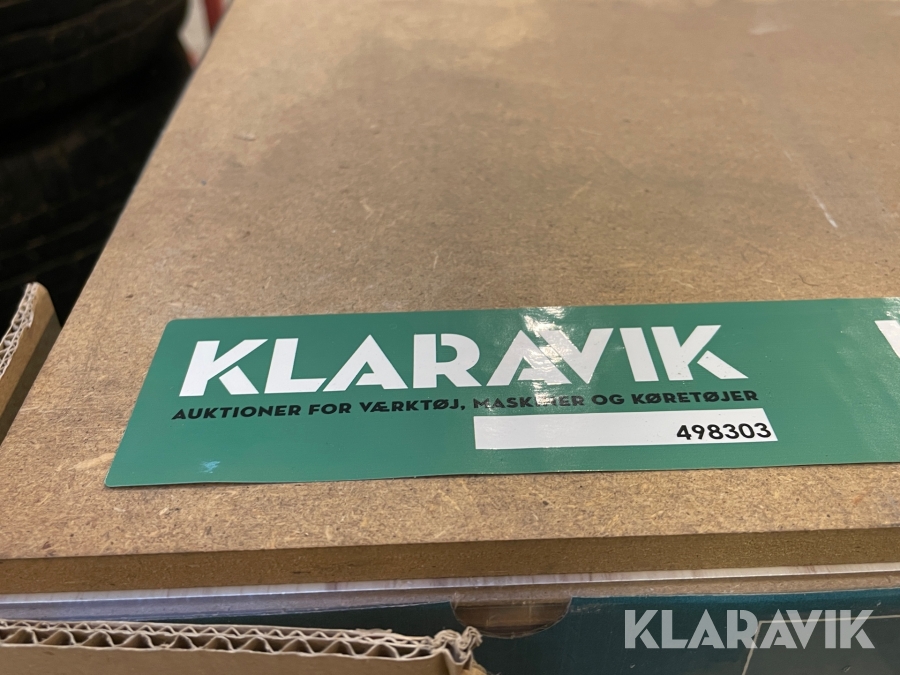 KLARAVIK
AUKTIONER FOR VÆRKTØJ, MASKINER OG KØRETØJER
498303
KLARAVIK